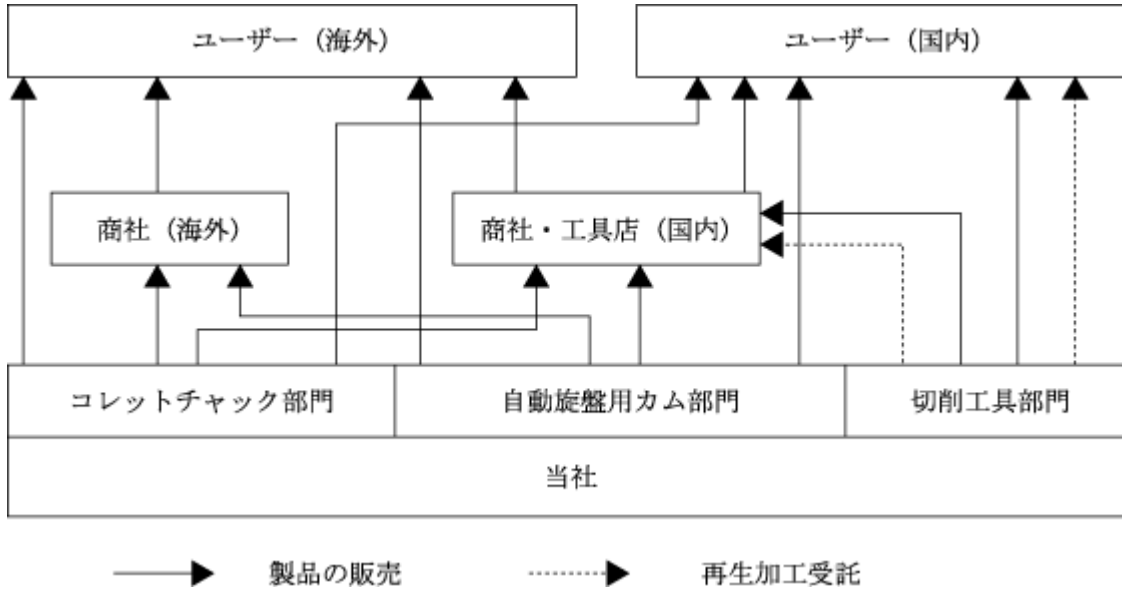 ユーザー（海外）
ユーザー（国内）
商社（海外）
商社・工具店（国内）
コレットチャック部門
自動旋盤用カム部門
切削工具部門
当社
製品の販売
再生加工受託